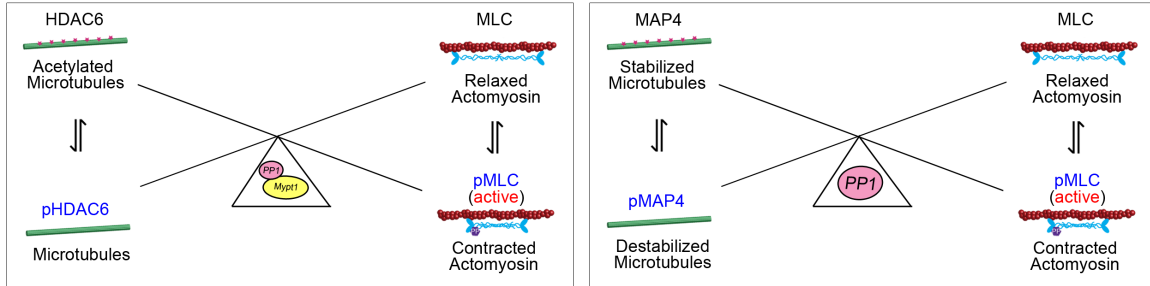 HDAC6
Acetylated
Microtubules
pHDAC6
Microtubules
PP1
Mypt1
MLC
Relaxed
Actomyosin
pMLC
(active)
Contracted
Actomyosin
MAP4
Stabilized
Microtubules
pMAP4
Destabilized
Microtubules
PP1
MLC
Relaxed
Actomyosin
pMLC
(active)
Contracted
Actomyosin